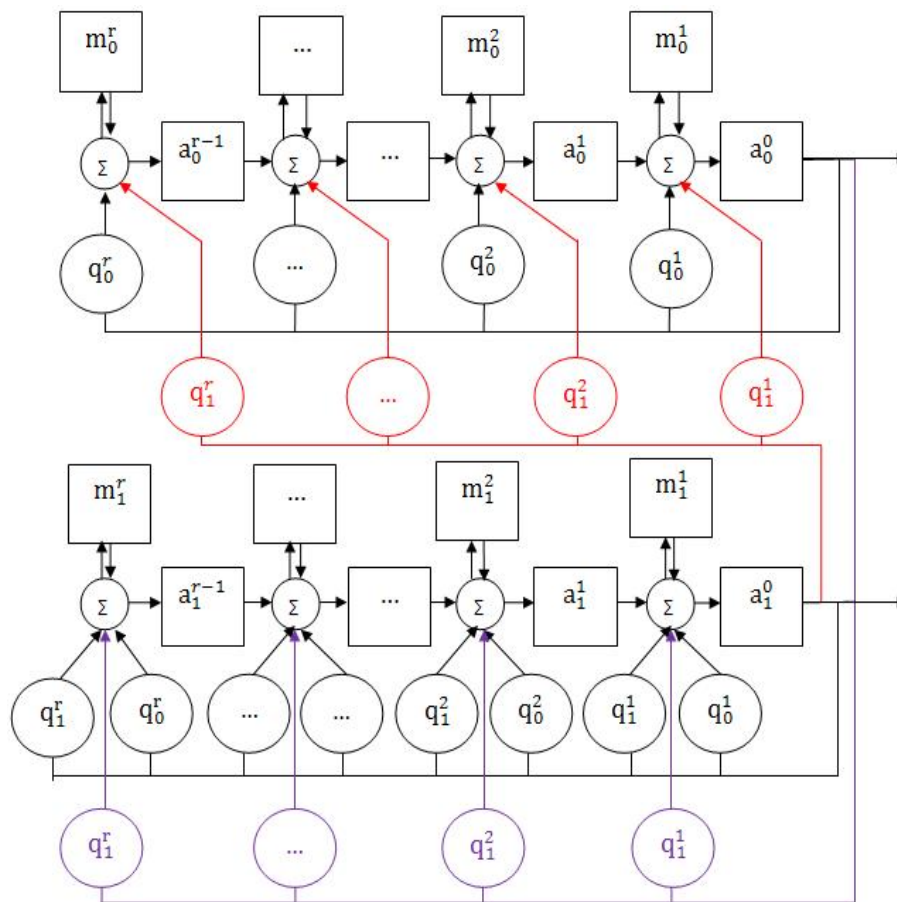 m₀ʳ ... m₀² m₀¹
Σ a₀ʳ⁻¹ Σ ... Σ a₀¹ Σ a₀⁰
q₀ʳ ... q₀² q₀¹
q₁ʳ ... q₁² q₁¹
m₁ʳ ... m₁² m₁¹
Σ a₁ʳ⁻¹ Σ ... Σ a₁¹ Σ a₁⁰
q₁ʳ q₀ʳ ... ... q₁² q₀² q₁¹ q₀¹
q₁ʳ ... q₁² q₁¹